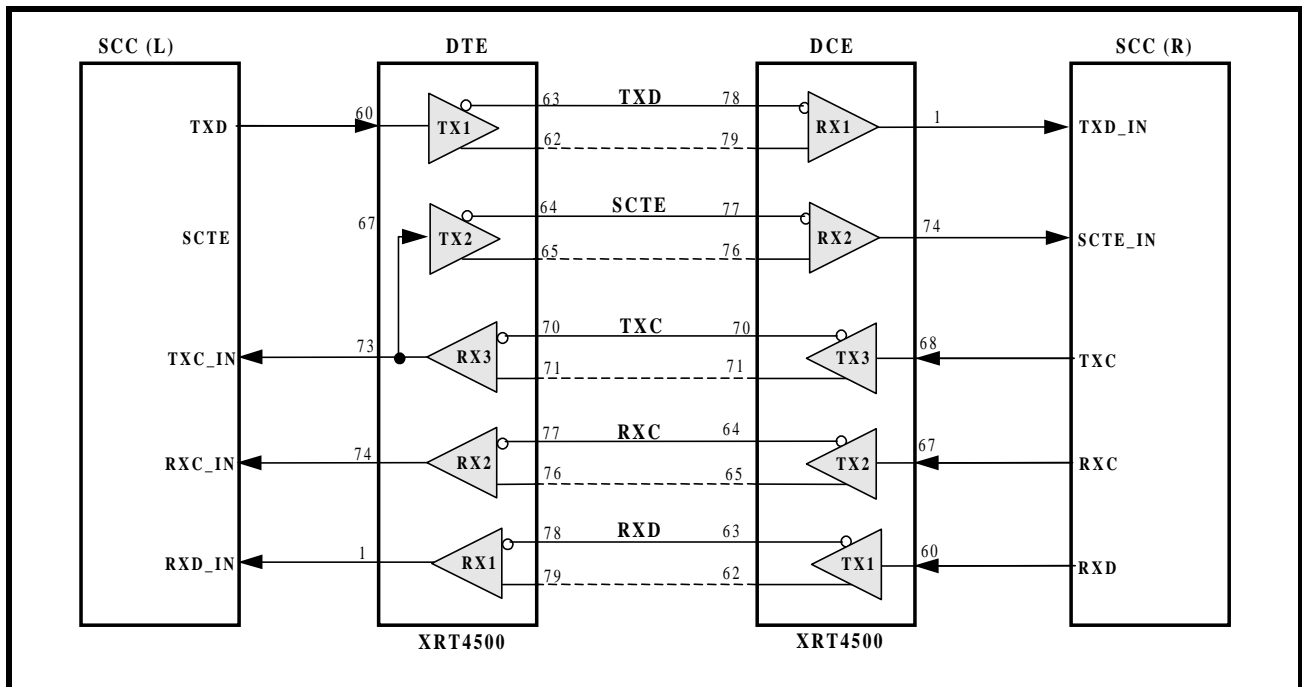 SCC (L) DTE DCE SCC (R)
63 TXD 78
60 1
TXD TX1 RX1 TXD_IN
62 79
64 SCTE 77
67 74
SCTE TX2 RX2 SCTE_IN
65 76
70 TXC 70
73 68
TXC_IN RX3 TX3 TXC
71 71
77 RXC 64
74 67
RXC_IN RX2 TX2 RXC
76 65
78 RXD 63
1 60
RXD_IN RX1 TX1 RXD
79 62
XRT4500 XRT4500